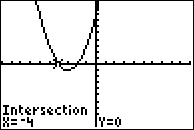 Intersection
X=-4 Y=0